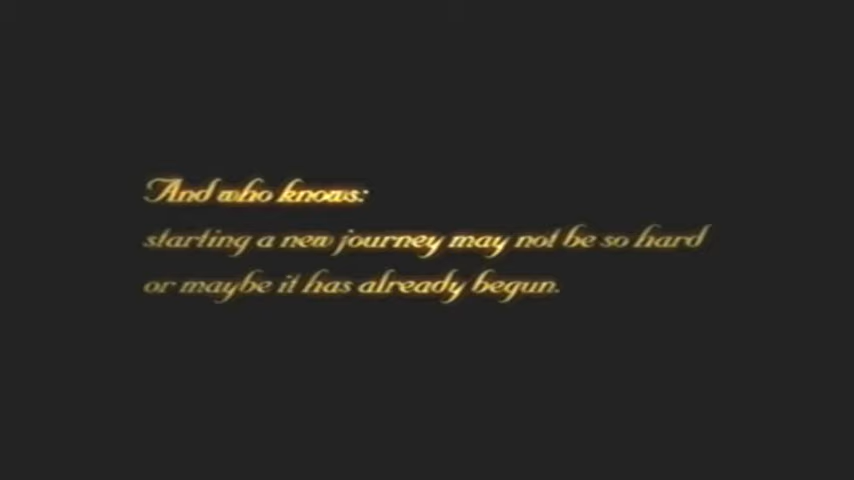 And who knows:
starting a new journey may not be so hard
or maybe it has already begun.